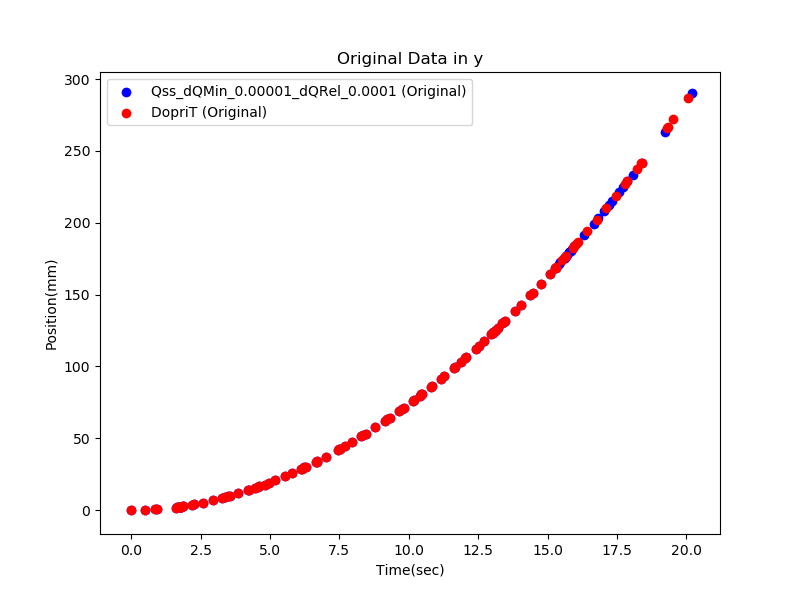 Original Data in y
Qss_dQMin_0.00001_dQRel_0.0001 (Original)
DopriT (Original)
300
250
200
150
100
50
0
Position(mm)
0.0 2.5 5.0 7.5 10.0 12.5 15.0 17.5 20.0
Time(sec)